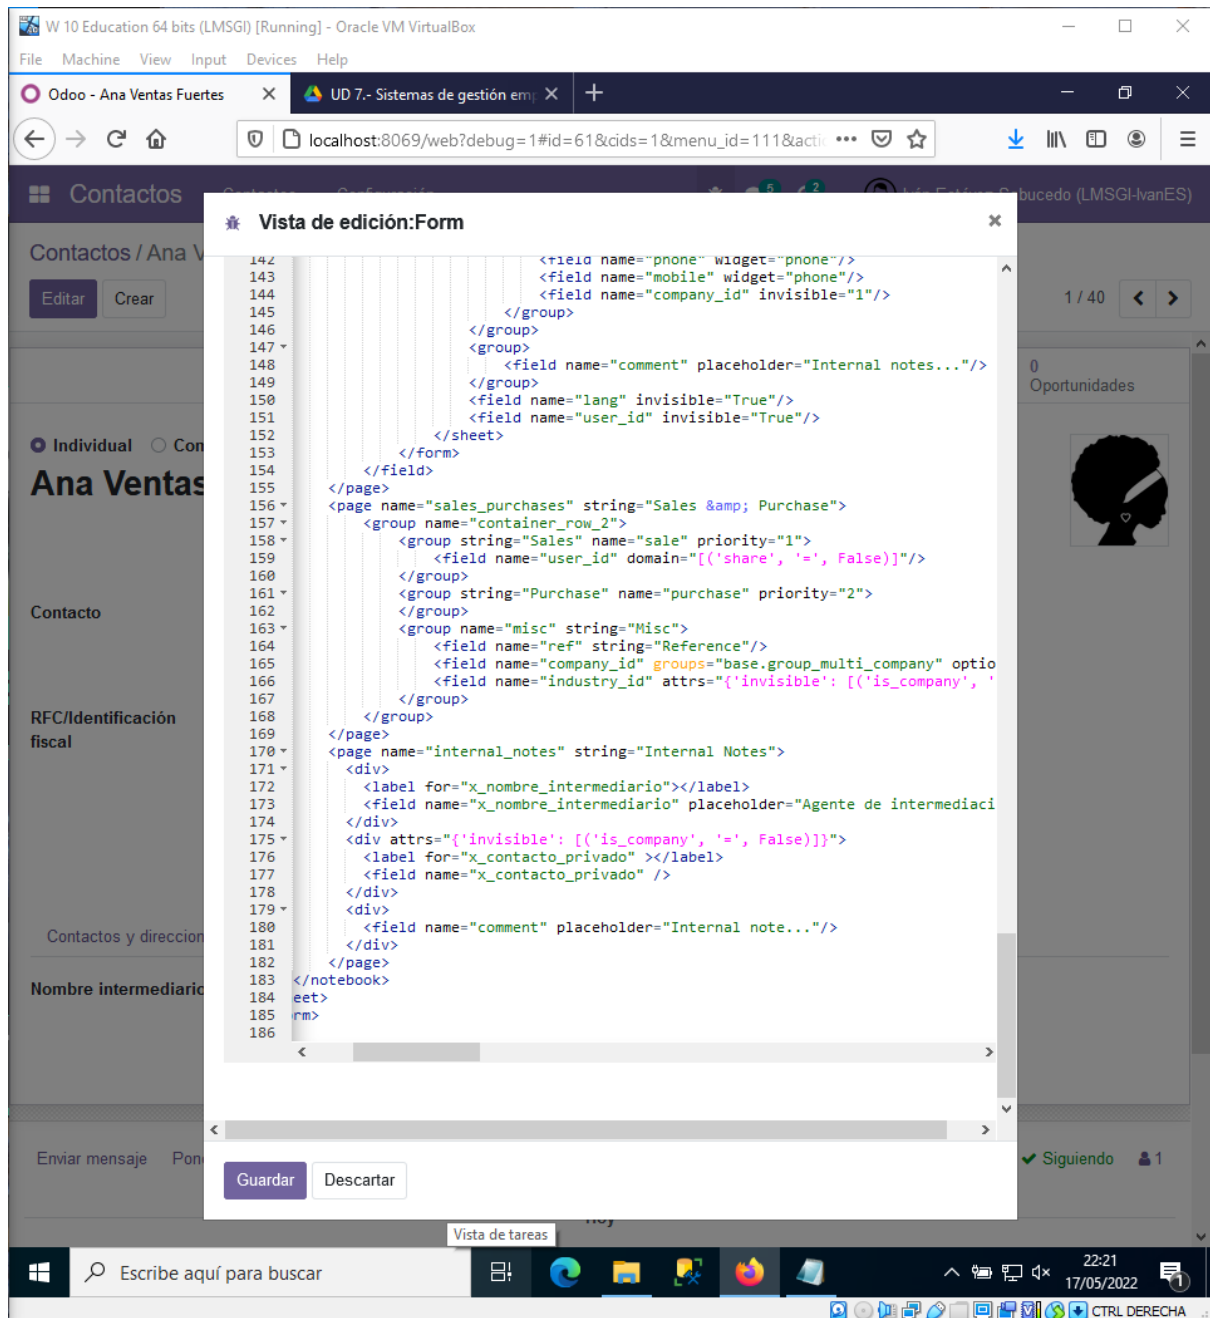 W 10 Education 64 bits (LMSGI) [Running] - Oracle VM VirtualBox
File Machine View Input Devices Help
Odoo - Ana Ventas Fuertes
UD 7.- Sistemas de gestión emp
localhost:8069/web?debug=1#id=61&cids=1&menu_id=111&actio
Contactos
5 2
bucedo (LMSGI-IvanES)
Vista de edición:Form
Contactos / Ana V
Editar Crear
1 / 40
142 <field name="phone" widget="phone"/>
143 <field name="mobile" widget="phone"/>
144 <field name="company_id" invisible="1"/>
145 </group>
146 </group>
147 <group>
148 <field name="comment" placeholder="Internal notes..."/>
149 </group>
150 <field name="lang" invisible="True"/>
151 <field name="user_id" invisible="True"/>
152 </sheet>
153 </form>
154 </field>
155 </page>
156 <page name="sales_purchases" string="Sales &amp; Purchase">
157 <group name="container_row_2">
158 <group string="Sales" name="sale" priority="1">
159 <field name="user_id" domain="[('share', '=', False)]"/>
160 </group>
161 <group string="Purchase" name="purchase" priority="2">
162 </group>
163 <group name="misc" string="Misc">
164 <field name="ref" string="Reference"/>
165 <field name="company_id" groups="base.group_multi_company" optio
166 <field name="industry_id" attrs="{'invisible': [('is_company', '
167 </group>
168 </group>
169 </page>
170 <page name="internal_notes" string="Internal Notes">
171 <div>
172 <label for="x_nombre_intermediario"></label>
173 <field name="x_nombre_intermediario" placeholder="Agente de intermediaci
174 </div>
175 <div attrs="{'invisible': [('is_company', '=', False)]}">
176 <label for="x_contacto_privado" ></label>
177 <field name="x_contacto_privado" />
178 </div>
179 <div>
180 <field name="comment" placeholder="Internal note..."/>
181 </div>
182 </page>
183 </notebook>
184 eet>
185 rm>
186
0
Oportunidades
Individual Con
Ana Ventas
Contacto
RFC/Identificación
fiscal
Contactos y direccion
Nombre intermediario
Guardar Descartar
Enviar mensaje Pon
Siguiendo 1
Hoy
Vista de tareas
Escribe aquí para buscar
22:21
17/05/2022
1
CTRL DERECHA